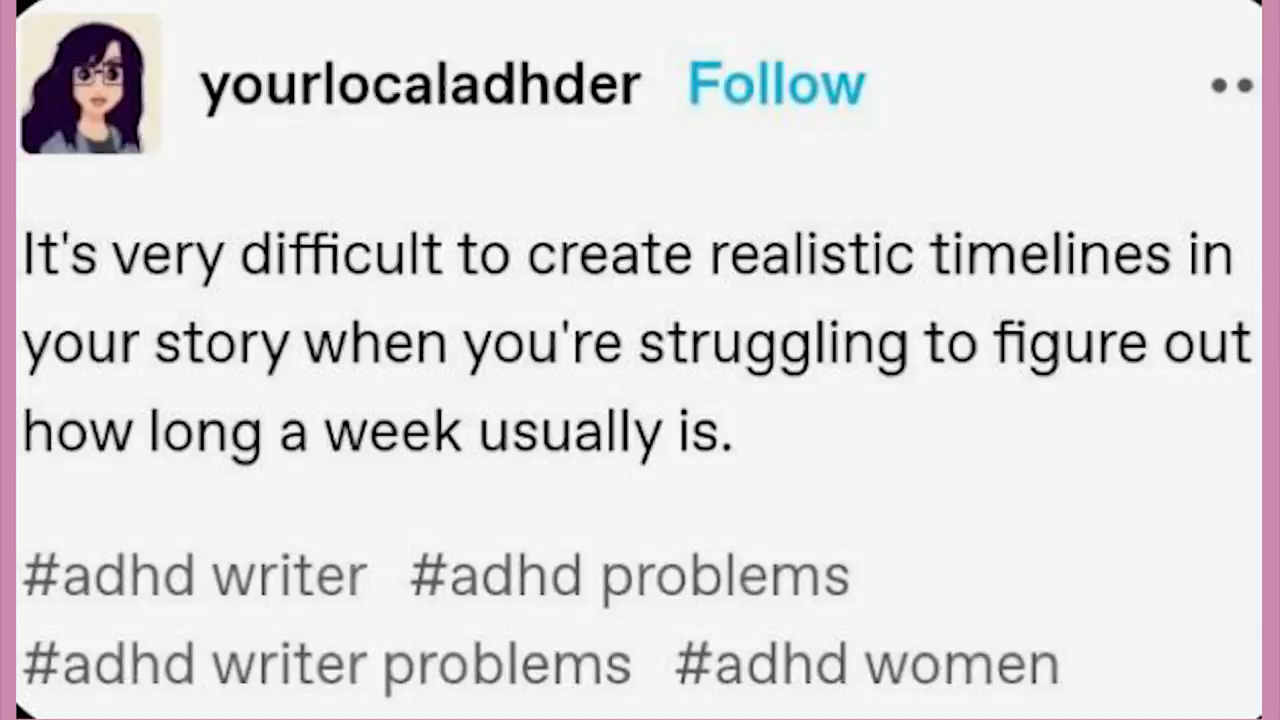 yourlocaladhder Follow
It's very difficult to create realistic timelines in
your story when you're struggling to figure out
how long a week usually is.
#adhd writer #adhd problems
#adhd writer problems #adhd women